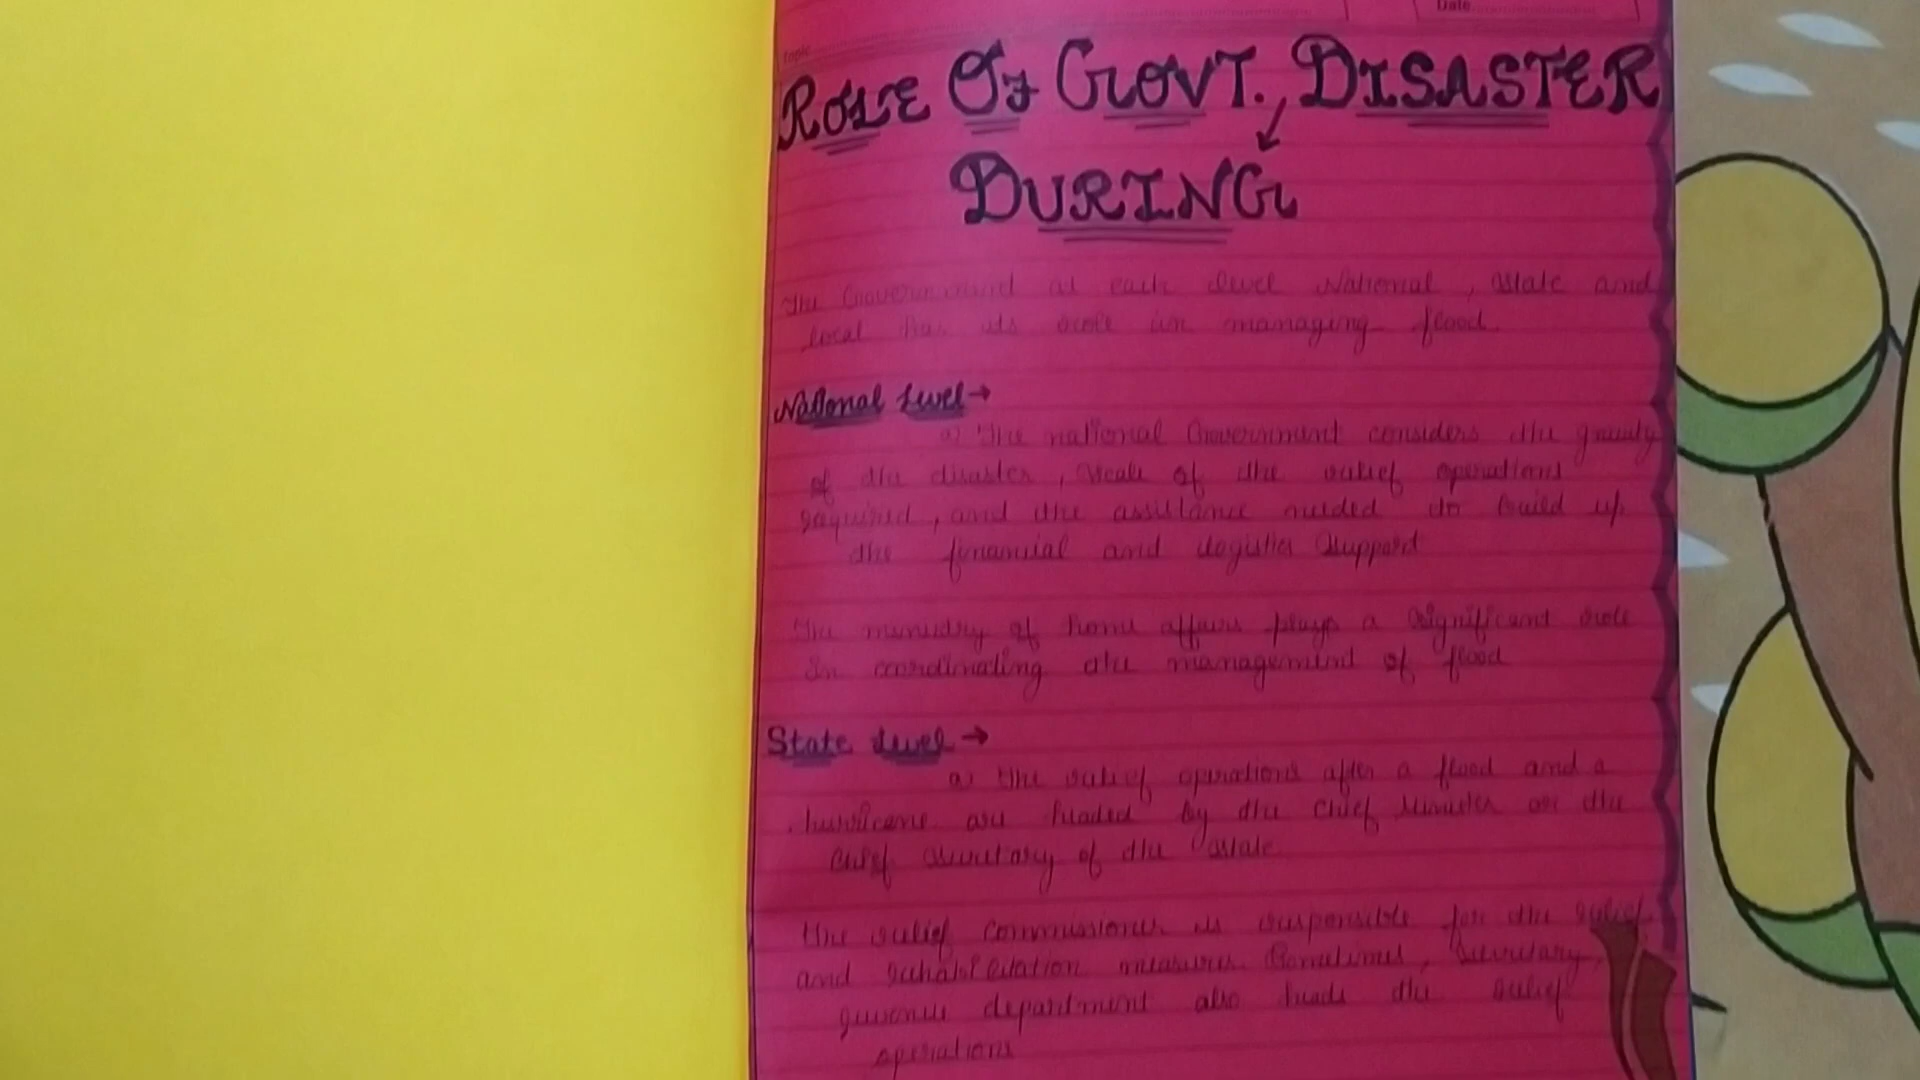 Date
Topic
ROLE Of GOVT. DISASTER
DURING
The Government at each level National, State and
local has its role in managing flood.
National Level →
a) The national Government considers the gravity
of the disaster, scale of the relief operations
required, and the assistance needed to build up
the financial and logistics support
The ministry of home affairs plays a significant role
In coordinating the management of flood
State Level →
a) The relief operations after a flood and a
hurricane are headed by the Chief Minister or the
Chief Secretary of the State
The relief commissioner is responsible for the relief
and rehabilitation measures. Sometimes, Secretary,
revenue department also heads the relief
operations